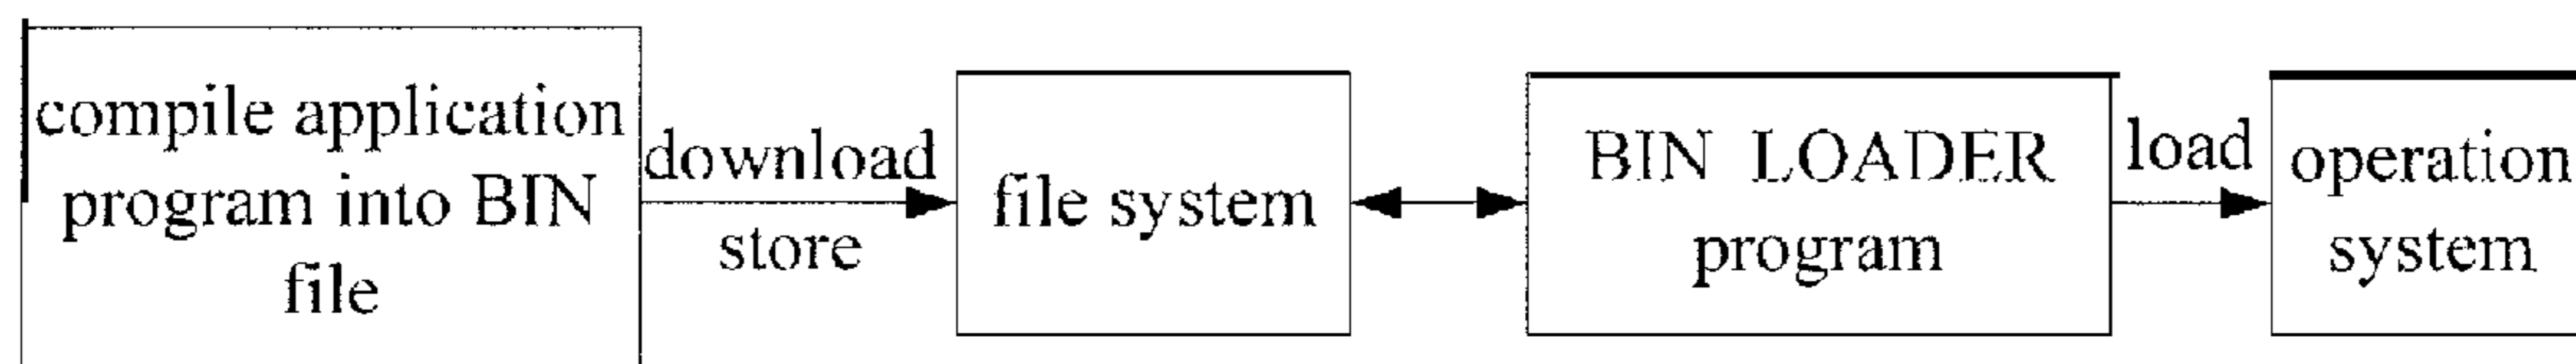 compile application
program into BIN
file
download
store
file system
BIN LOADER
program
load
operation
system